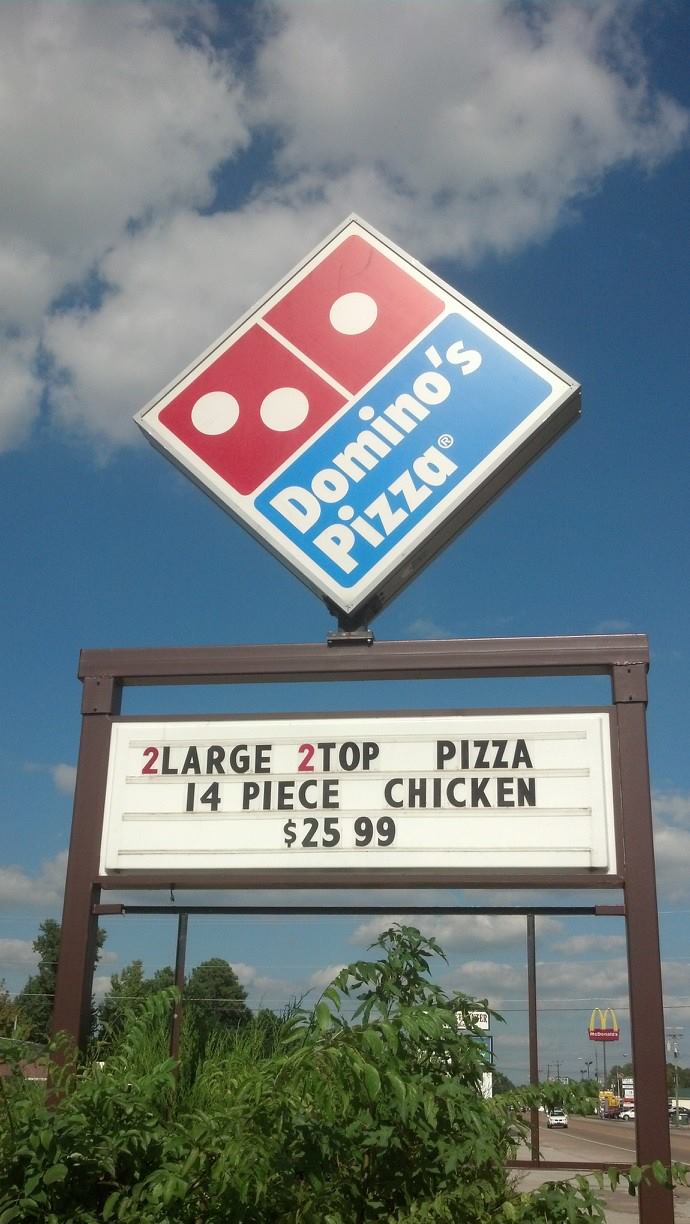 Domino's
Pizza®
2LARGE 2TOP PIZZA
14 PIECE CHICKEN
$25 99
McDonald's